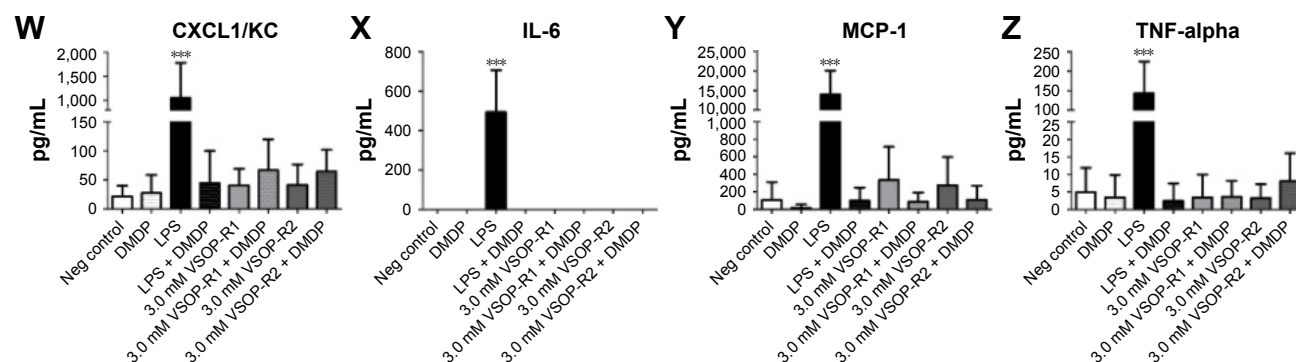 W
CXCL1/KC
pg/mL
2,000
1,500
1,000
150
100
50
0
***
Neg control
DMDP
LPS
LPS + DMDP
3.0 mM VSOP-R1
3.0 mM VSOP-R1 + DMDP
3.0 mM VSOP-R2
3.0 mM VSOP-R2 + DMDP
X
IL-6
pg/mL
800
600
400
200
0
***
Neg control
DMDP
LPS
LPS + DMDP
3.0 mM VSOP-R1
3.0 mM VSOP-R1 + DMDP
3.0 mM VSOP-R2
3.0 mM VSOP-R2 + DMDP
Y
MCP-1
pg/mL
25,000
20,000
15,000
10,000
1,000
800
600
400
200
0
***
Neg control
DMDP
LPS
LPS + DMDP
3.0 mM VSOP-R1
3.0 mM VSOP-R1 + DMDP
3.0 mM VSOP-R2
3.0 mM VSOP-R2 + DMDP
Z
TNF-alpha
pg/mL
250
200
150
100
50
25
20
15
10
5
0
***
Neg control
DMDP
LPS
LPS + DMDP
3.0 mM VSOP-R1
3.0 mM VSOP-R1 + DMDP
3.0 mM VSOP-R2
3.0 mM VSOP-R2 + DMDP